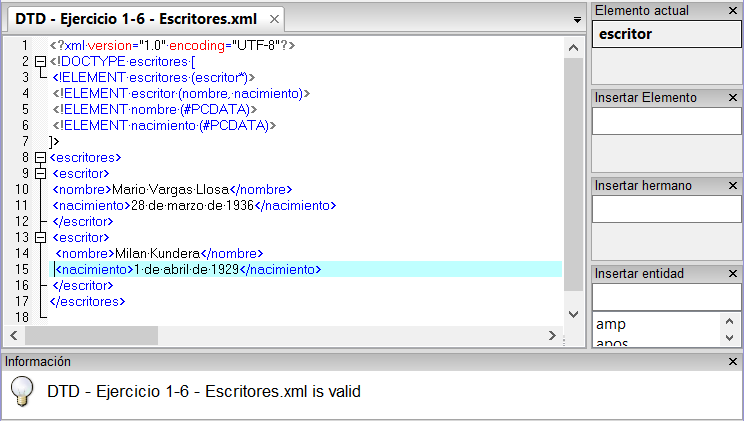 DTD - Ejercicio 1-6 - Escritores.xml
1 <?xml version="1.0" encoding="UTF-8"?>
2 <!DOCTYPE escritores [
3 <!ELEMENT escritores (escritor*)>
4 <!ELEMENT escritor (nombre, nacimiento)>
5 <!ELEMENT nombre (#PCDATA)>
6 <!ELEMENT nacimiento (#PCDATA)>
7 ]>
8 <escritores>
9 <escritor>
10 <nombre>Mario Vargas Llosa</nombre>
11 <nacimiento>28 de marzo de 1936</nacimiento>
12 </escritor>
13 <escritor>
14 <nombre>Milan Kundera</nombre>
15 <nacimiento>1 de abril de 1929</nacimiento>
16 </escritor>
17 </escritores>
18
Elemento actual
escritor
Insertar Elemento
Insertar hermano
Insertar entidad
amp
apos
Información
DTD - Ejercicio 1-6 - Escritores.xml is valid